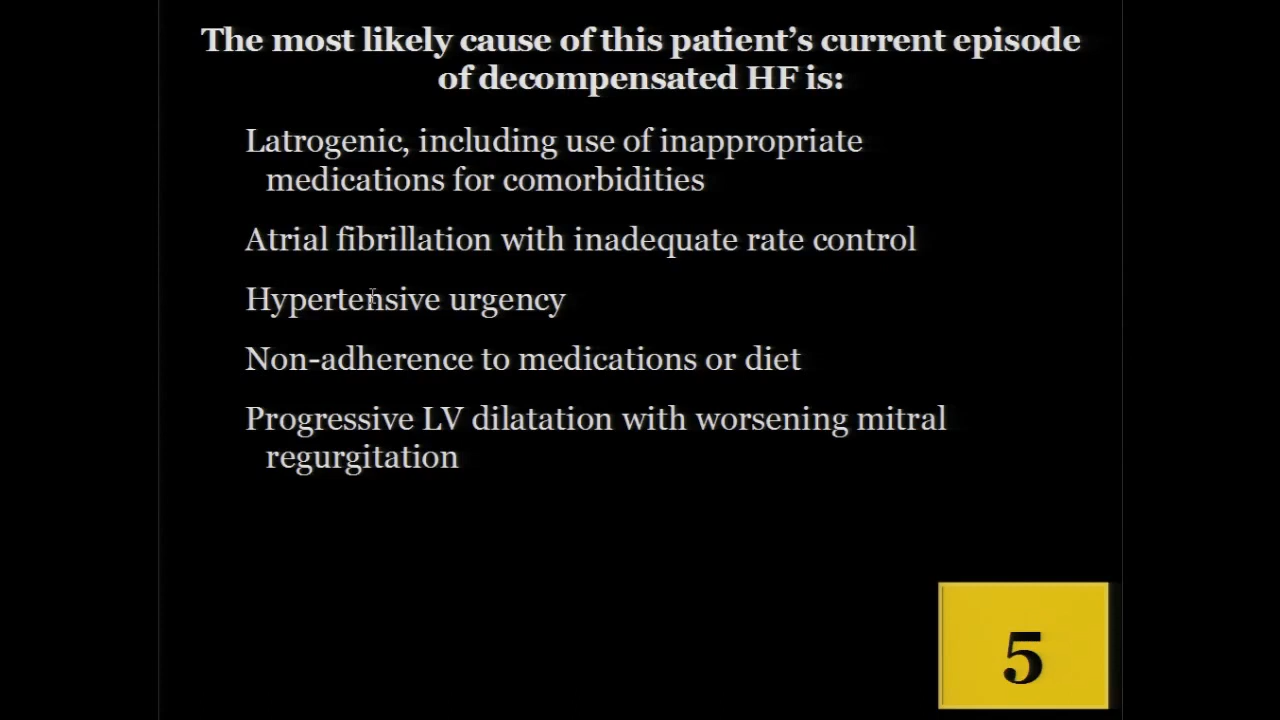 The most likely cause of this patient's current episode
of decompensated HF is:
Latrogenic, including use of inappropriate
medications for comorbidities
Atrial fibrillation with inadequate rate control
Hypertensive urgency
Non-adherence to medications or diet
Progressive LV dilatation with worsening mitral
regurgitation
5